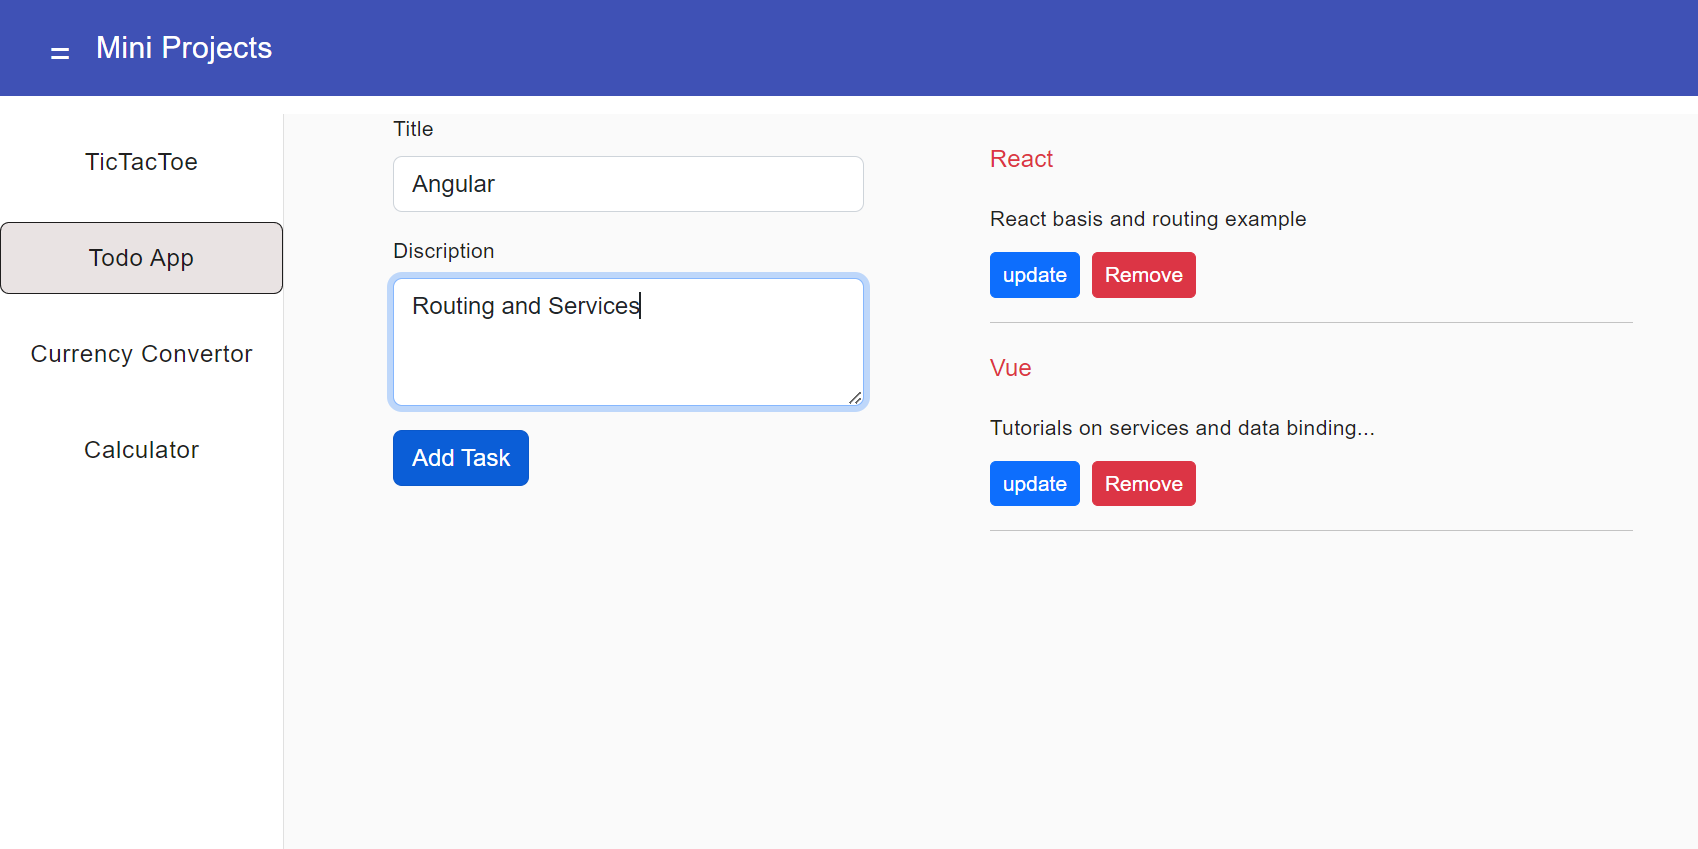 Mini Projects
TicTacToe
Todo App
Currency Convertor
Calculator
Title
Angular
Discription
Routing and Services
Add Task
React
React basis and routing example
update Remove
Vue
Tutorials on services and data binding...
update Remove